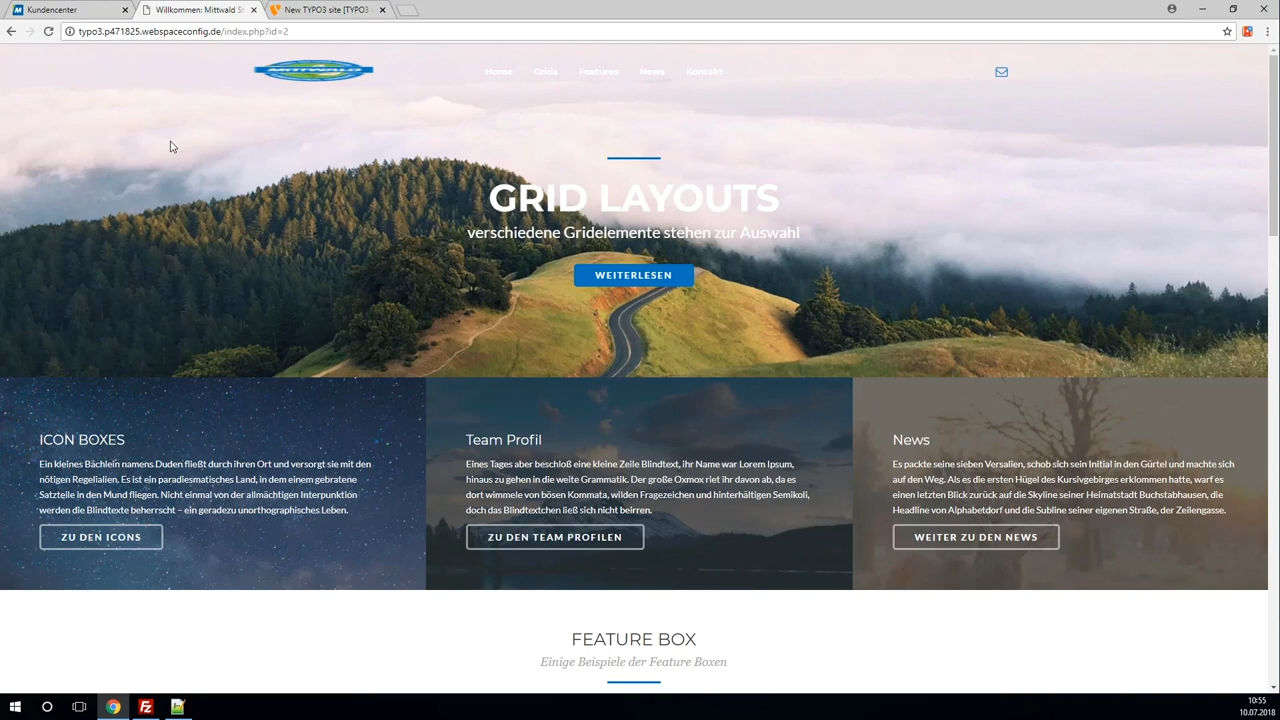 Kundencenter
Willkommen: Mittwald St
New TYPO3 site [TYPO3
typo3.p471825.webspaceconfig.de/index.php?id=2
MITTWALD
Home Grids Features News Kontakt
GRID LAYOUTS
verschiedene Gridelemente stehen zur Auswahl
WEITERLESEN
ICON BOXES
Ein kleines Bächlein namens Duden fließt durch ihren Ort und versorgt sie mit den
nötigen Regelialien. Es ist ein paradiesmatisches Land, in dem einem gebratene
Satzteile in den Mund fliegen. Nicht einmal von der allmächtigen Interpunktion
werden die Blindtexte beherrscht – ein geradezu unorthographisches Leben.
ZU DEN ICONS
Team Profil
Eines Tages aber beschloß eine kleine Zeile Blindtext, ihr Name war Lorem Ipsum,
hinaus zu gehen in die weite Grammatik. Der große Oxmox riet ihr davon ab, da es
dort wimmele von bösen Kommata, wilden Fragezeichen und hinterhältigen Semikoli,
doch das Blindtextchen ließ sich nicht beirren.
ZU DEN TEAM PROFILEN
News
Es packte seine sieben Versalien, schob sich sein Initial in den Gürtel und machte sich
auf den Weg. Als es die ersten Hügel des Kursivgebirges erklommen hatte, warf es
einen letzten Blick zurück auf die Skyline seiner Heimatstadt Buchstabhausen, die
Headline von Alphabetdorf und die Subline seiner eigenen Straße, der Zeilengasse.
WEITER ZU DEN NEWS
FEATURE BOX
Einige Beispiele der Feature Boxen
10:55
10.07.2018